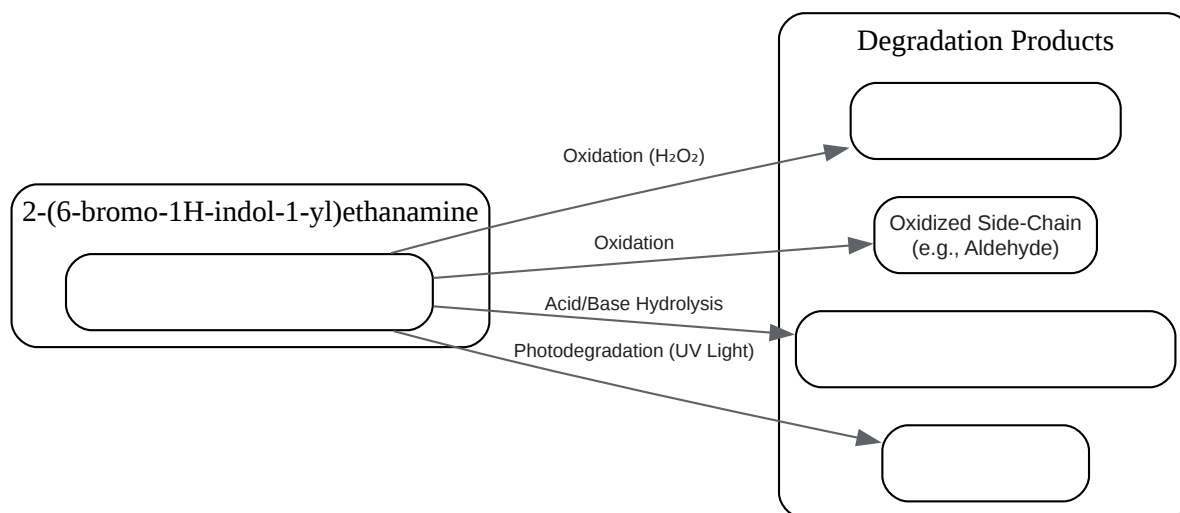 Degradation Products
Oxidation (H₂O₂)
2-(6-bromo-1H-indol-1-yl)ethanamine
Oxidized Side-Chain
(e.g., Aldehyde)
Oxidation
Acid/Base Hydrolysis
Photodegradation (UV Light)